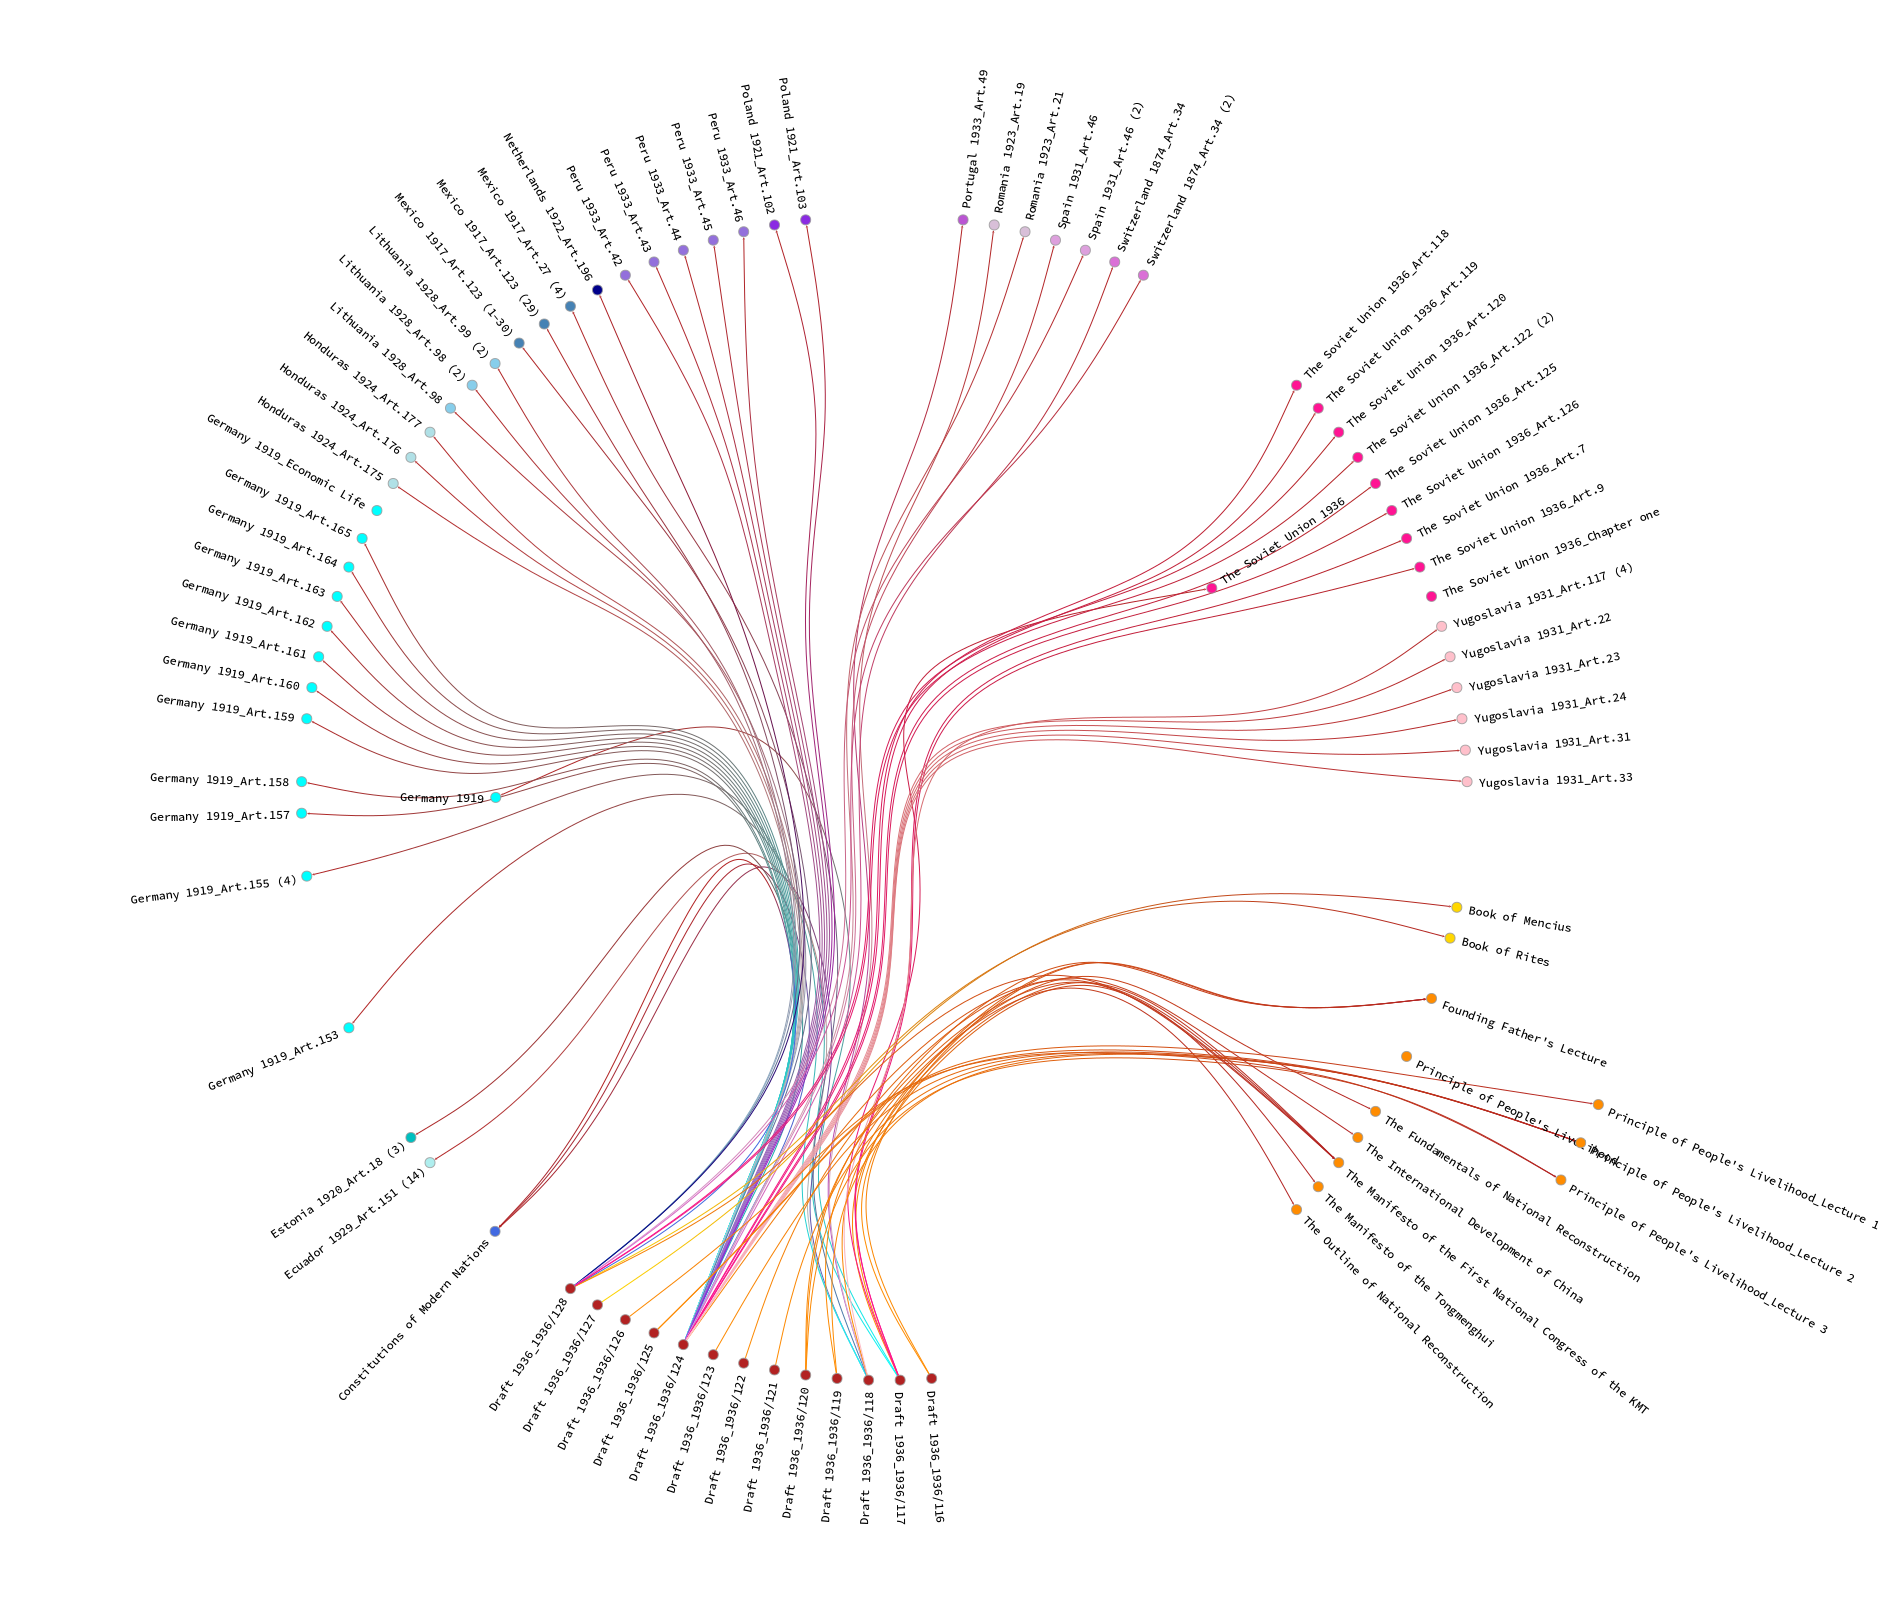 Poland 1921_Art.103
Poland 1921_Art.102
Peru 1933_Art.46
Peru 1933_Art.45
Peru 1933_Art.44
Peru 1933_Art.43
Peru 1933_Art.42
Netherlands 1922_Art.196
Mexico 1917_Art.27 (4)
Mexico 1917_Art.123 (29)
Mexico 1917_Art.123 (1-30)
Lithuania 1928_Art.99 (2)
Lithuania 1928_Art.98 (2)
Lithuania 1928_Art.98
Honduras 1924_Art.177
Honduras 1924_Art.176
Honduras 1924_Art.175
Germany 1919_Economic Life
Germany 1919_Art.165
Germany 1919_Art.164
Germany 1919_Art.163
Germany 1919_Art.162
Germany 1919_Art.161
Germany 1919_Art.160
Germany 1919_Art.159
Germany 1919_Art.158
Germany 1919
Germany 1919_Art.157
Germany 1919_Art.155 (4)
Germany 1919_Art.153
Estonia 1920_Art.18 (3)
Ecuador 1929_Art.151 (14)
Constitutions of Modern Nations
Draft 1936_1936/128
Draft 1936_1936/127
Draft 1936_1936/126
Draft 1936_1936/125
Draft 1936_1936/124
Draft 1936_1936/123
Draft 1936_1936/122
Draft 1936_1936/121
Draft 1936_1936/120
Draft 1936_1936/119
Draft 1936_1936/118
Draft 1936_1936/117
Draft 1936_1936/116
Portugal 1933_Art.49
Romania 1923_Art.19
Romania 1923_Art.21
Spain 1931_Art.46
Spain 1931_Art.46 (2)
Switzerland 1874_Art.34
Switzerland 1874_Art.34 (2)
The Soviet Union 1936_Art.118
The Soviet Union 1936_Art.119
The Soviet Union 1936_Art.120
The Soviet Union 1936_Art.122 (2)
The Soviet Union 1936_Art.125
The Soviet Union 1936_Art.126
The Soviet Union 1936_Art.7
The Soviet Union 1936_Art.9
The Soviet Union 1936_Chapter one
The Soviet Union 1936
Yugoslavia 1931_Art.117 (4)
Yugoslavia 1931_Art.22
Yugoslavia 1931_Art.23
Yugoslavia 1931_Art.24
Yugoslavia 1931_Art.31
Yugoslavia 1931_Art.33
Book of Mencius
Book of Rites
Founding Father's Lecture
Principle of People's Livelihood
Principle of People's Livelihood_Lecture 1
Principle of People's Livelihood_Lecture 2
Principle of People's Livelihood_Lecture 3
The Fundamentals of National Reconstruction
The International Development of China
The Manifesto of the First National Congress of the KMT
The Manifesto of the Tongmenghui
The Outline of National Reconstruction